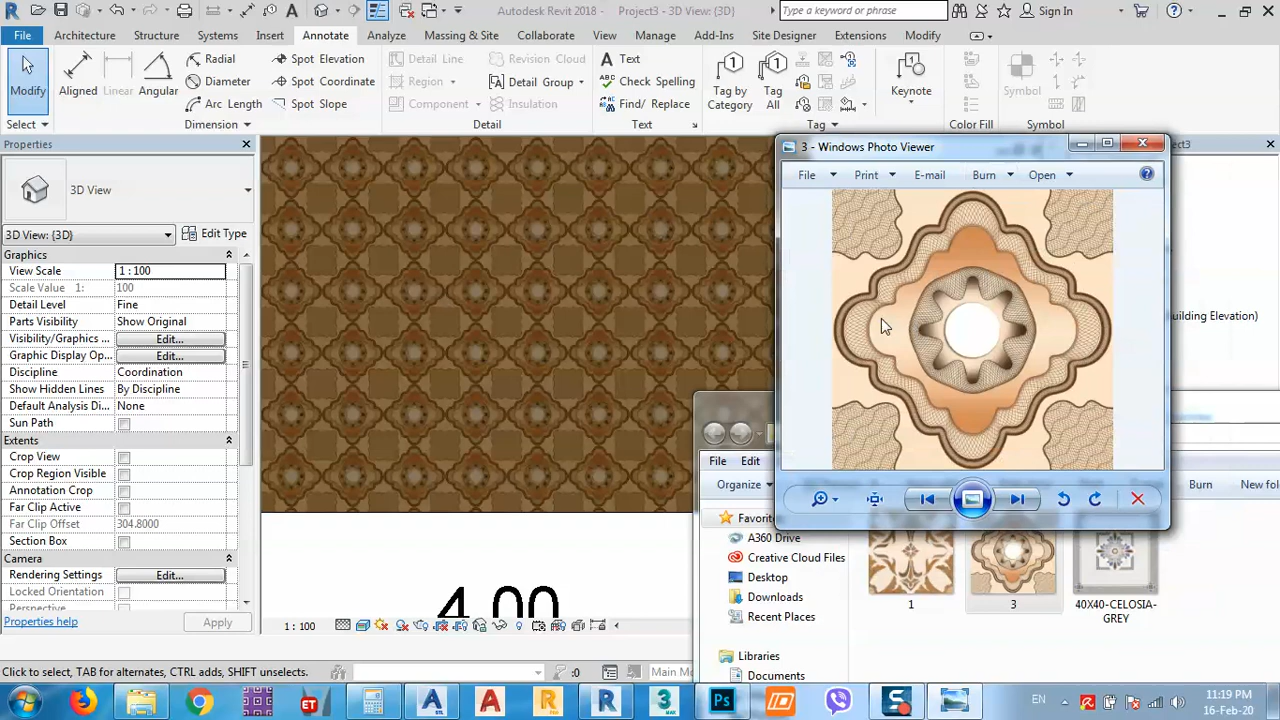 Autodesk Revit 2018 - Project3 - 3D View: {3D}
Type a keyword or phrase
Sign In
File
Architecture
Structure
Systems
Insert
Annotate
Analyze
Massing & Site
Collaborate
View
Manage
Add-Ins
Site Designer
Extensions
Modify
Modify
Aligned
Linear
Angular
Radial
Diameter
Arc Length
Spot Elevation
Spot Coordinate
Spot Slope
Detail Line
Region
Component
Revision Cloud
Detail Group
Insulation
Text
Check Spelling
Find/ Replace
Tag by Category
Tag All
Keynote
Symbol
Select
Dimension
Detail
Text
Tag
Color Fill
Symbol
Properties
3D View
3D View: {3D}
Edit Type
Graphics
View Scale 1 : 100
Scale Value 1: 100
Detail Level Fine
Parts Visibility Show Original
Visibility/Graphics ... Edit...
Graphic Display Op... Edit...
Discipline Coordination
Show Hidden Lines By Discipline
Default Analysis Di... None
Sun Path
Extents
Crop View
Crop Region Visible
Annotation Crop
Far Clip Active
Far Clip Offset 304.8000
Section Box
Camera
Rendering Settings Edit...
Locked Orientation
Perspective
Properties help
Apply
4.00
1 : 100
3 - Windows Photo Viewer
File
Print
E-mail
Burn
Open
ject3
uilding Elevation)
File
Edit
Organize
Burn
New fol
Favorit
A360 Drive
Creative Cloud Files
Desktop
Downloads
Recent Places
Libraries
Documents
1
3
40X40-CELOSIA-
GREY
Click to select, TAB for alternates, CTRL adds, SHIFT unselects.
:0
Main Mo
EN
11:19 PM
16-Feb-20